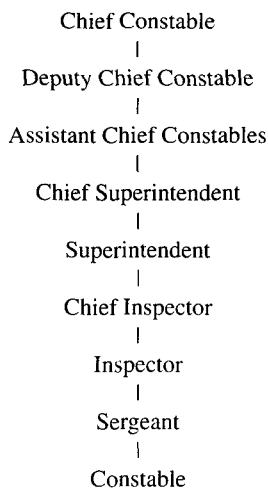 Chief Constable
Deputy Chief Constable
Assistant Chief Constables
Chief Superintendent
Superintendent
Chief Inspector
Inspector
Sergeant
Constable